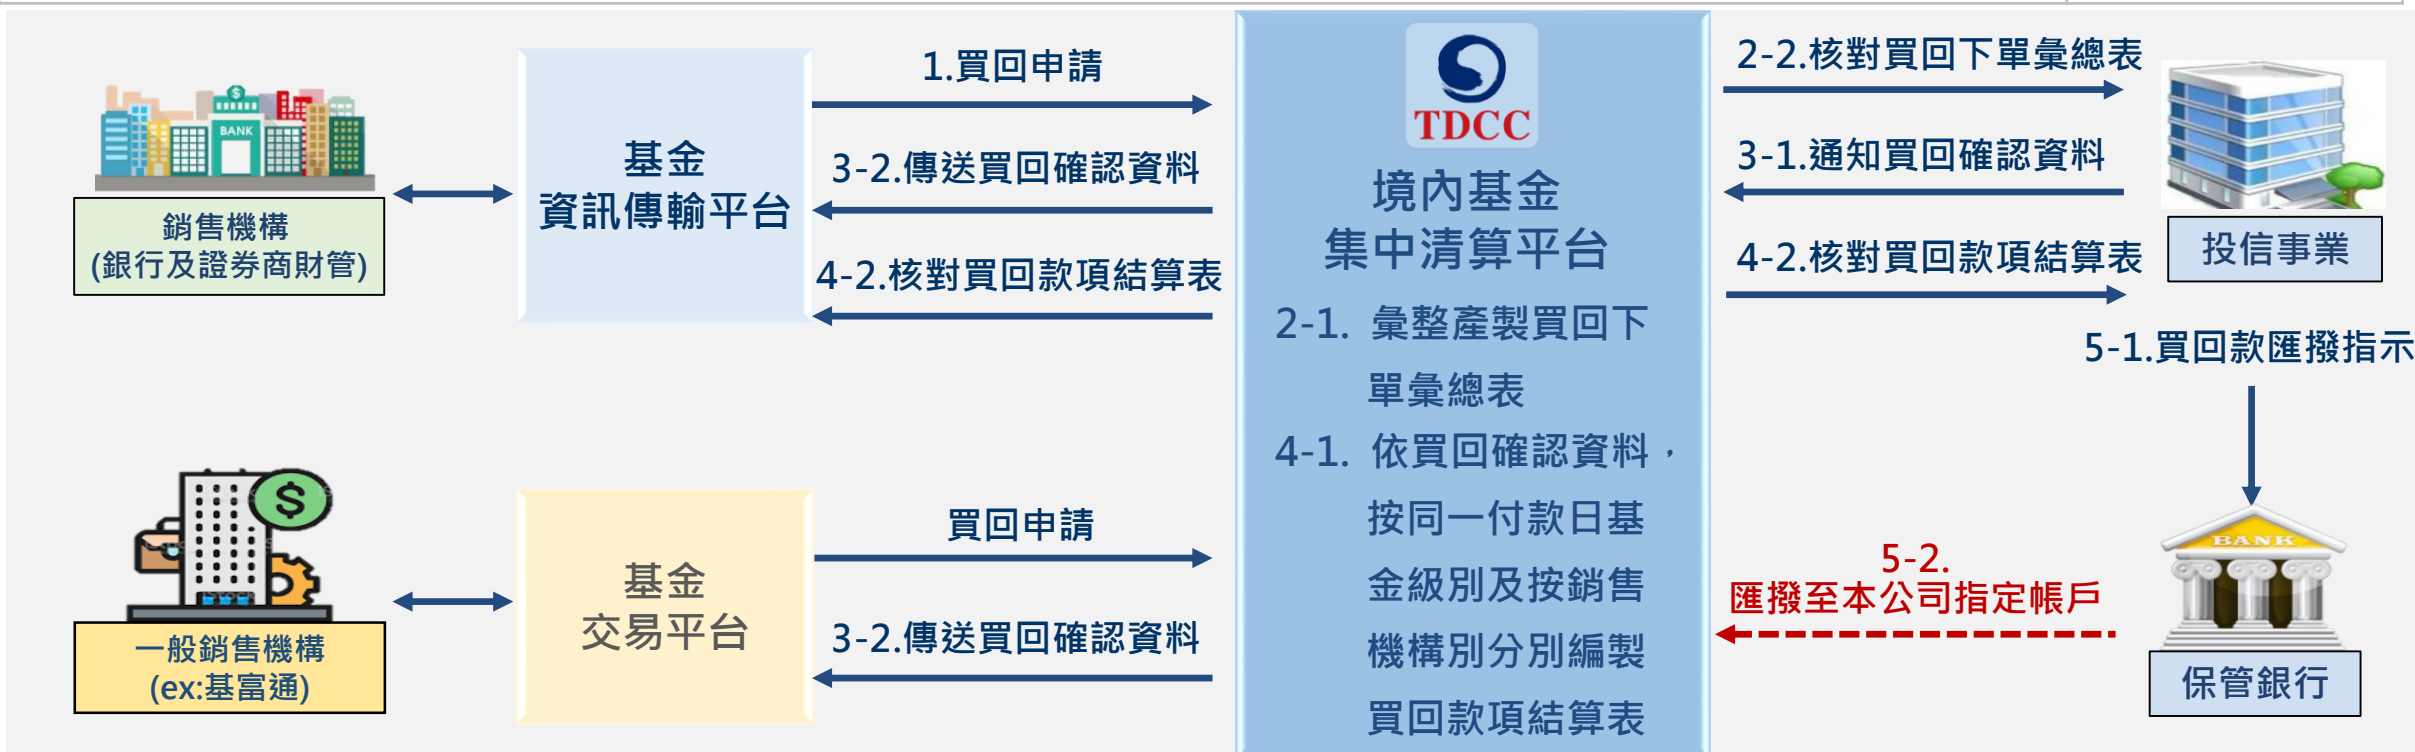 BANK
銷售機構
(銀行及證券商財管)
基金
資訊傳輸平台
1.買回申請
3-2.傳送買回確認資料
4-2.核對買回款項結算表
一般銷售機構
(ex:基富通)
基金
交易平台
買回申請
3-2.傳送買回確認資料
TDCC
境內基金
集中清算平台
2-1. 彙整產製買回下
單彙總表
4-1. 依買回確認資料，
按同一付款日基
金級別及按銷售
機構別分別編製
買回款項結算表
2-2.核對買回下單彙總表
3-1.通知買回確認資料
4-2.核對買回款項結算表
投信事業
5-1.買回款匯撥指示
5-2.
匯撥至本公司指定帳戶
BANK
保管銀行